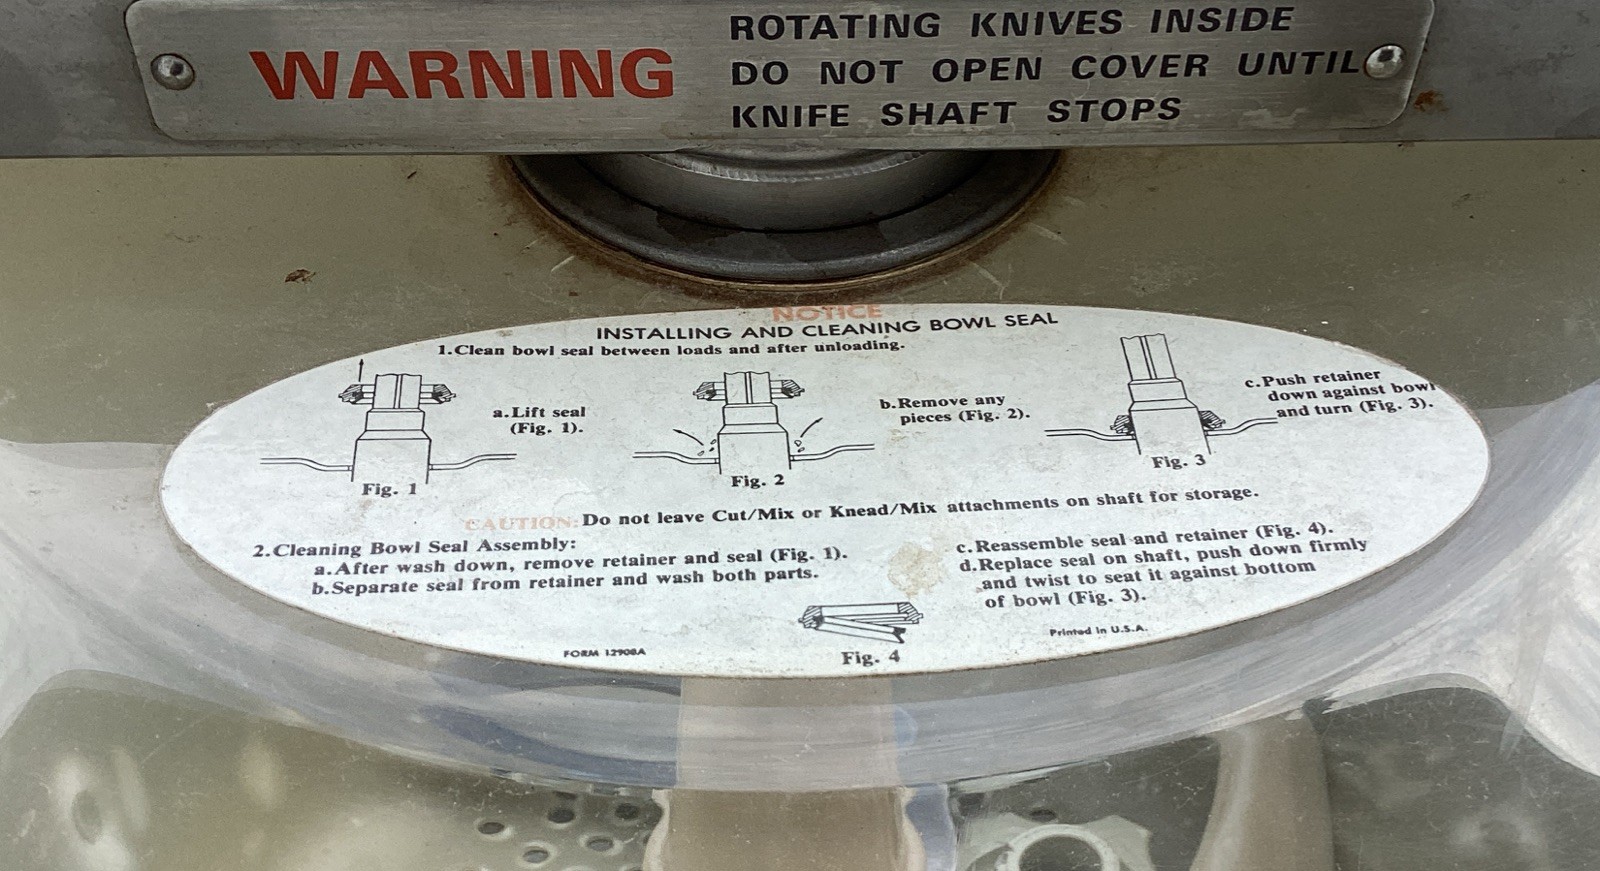 WARNING
ROTATING KNIVES INSIDE
DO NOT OPEN COVER UNTIL
KNIFE SHAFT STOPS
NOTICE
INSTALLING AND CLEANING BOWL SEAL
1.Clean bowl seal between loads and after unloading.
a.Lift seal
(Fig. 1).
Fig. 1
b.Remove any
pieces (Fig. 2).
Fig. 2
c.Push retainer
down against bowl
and turn (Fig. 3).
Fig. 3
CAUTION: Do not leave Cut/Mix or Knead/Mix attachments on shaft for storage.
2.Cleaning Bowl Seal Assembly:
a.After wash down, remove retainer and seal (Fig. 1).
b.Separate seal from retainer and wash both parts.
c.Reassemble seal and retainer (Fig. 4).
d.Replace seal on shaft, push down firmly
and twist to seat it against bottom
of bowl (Fig. 3).
Fig. 4
FORM 12908A
Printed in U.S.A.